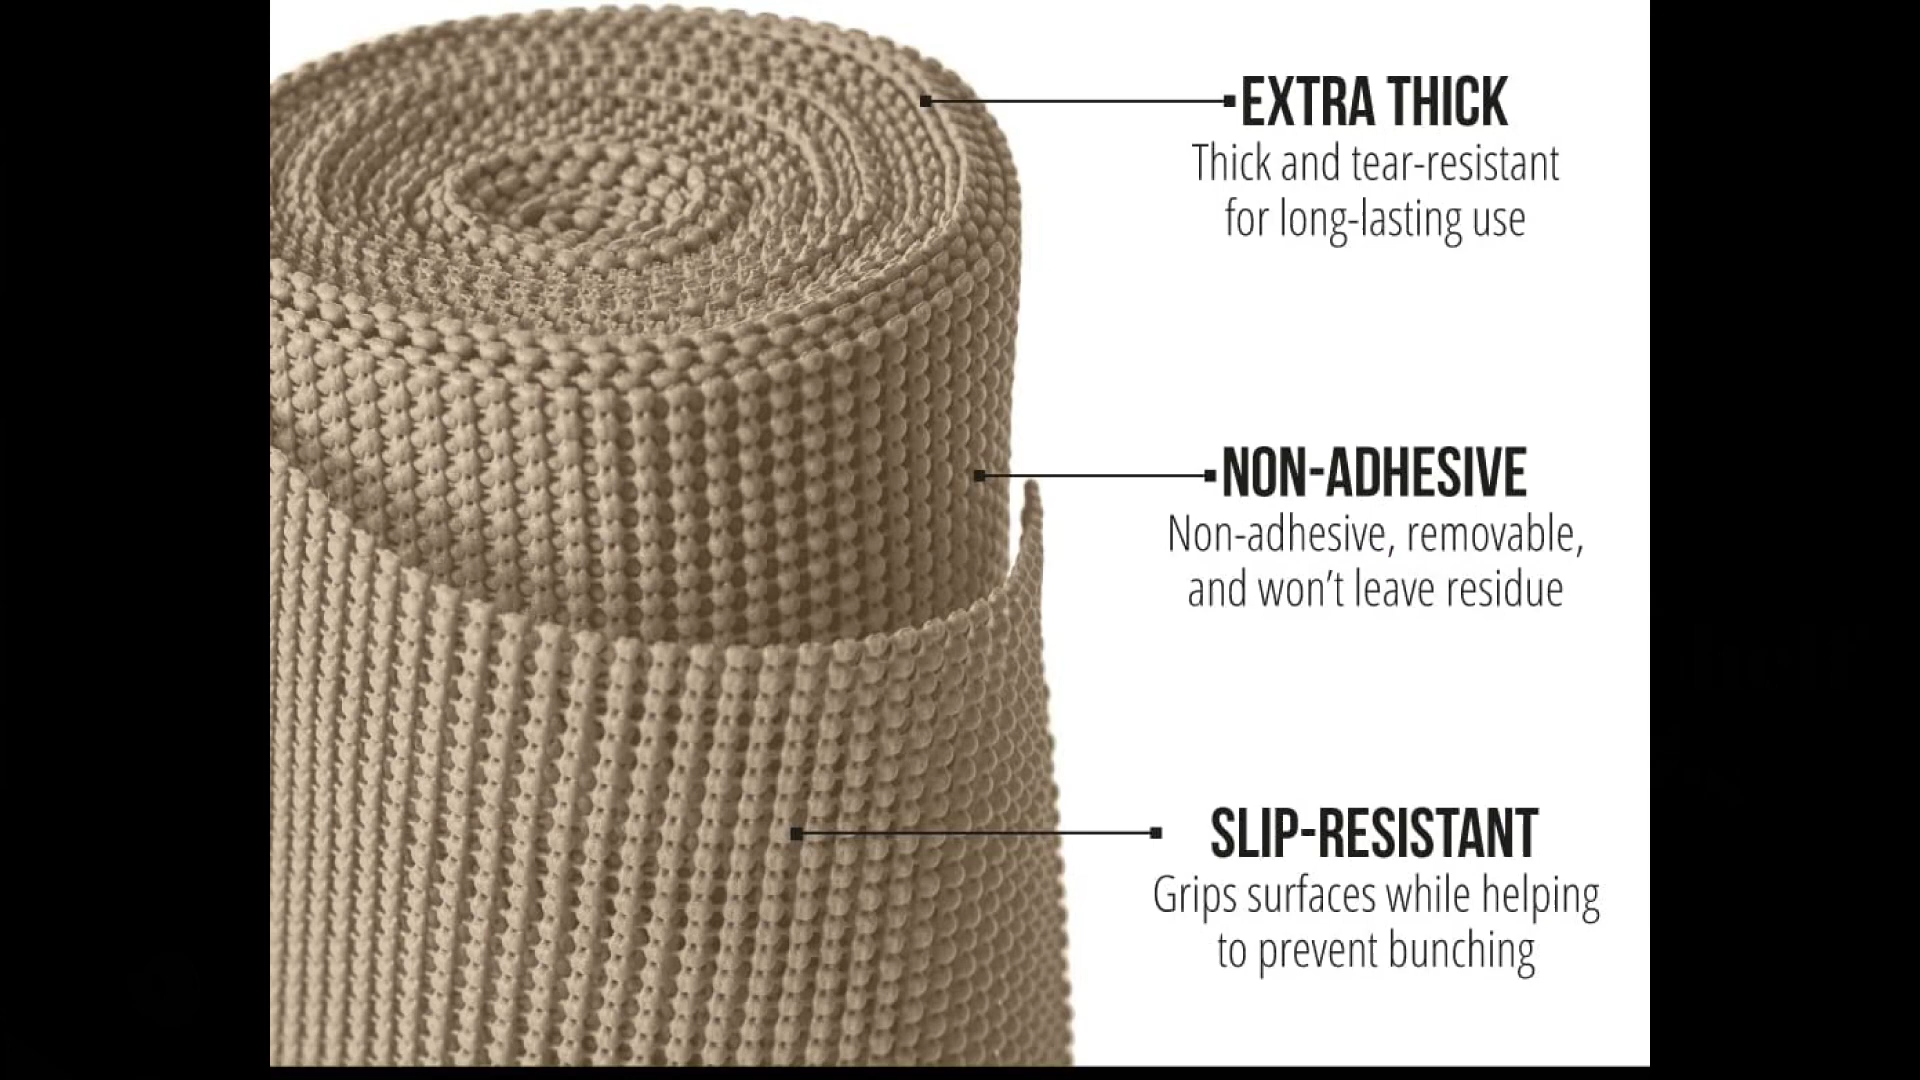 EXTRA THICK
Thick and tear-resistant
for long-lasting use
NON-ADHESIVE
Non-adhesive, removable,
and won't leave residue
SLIP-RESISTANT
Grips surfaces while helping
to prevent bunching